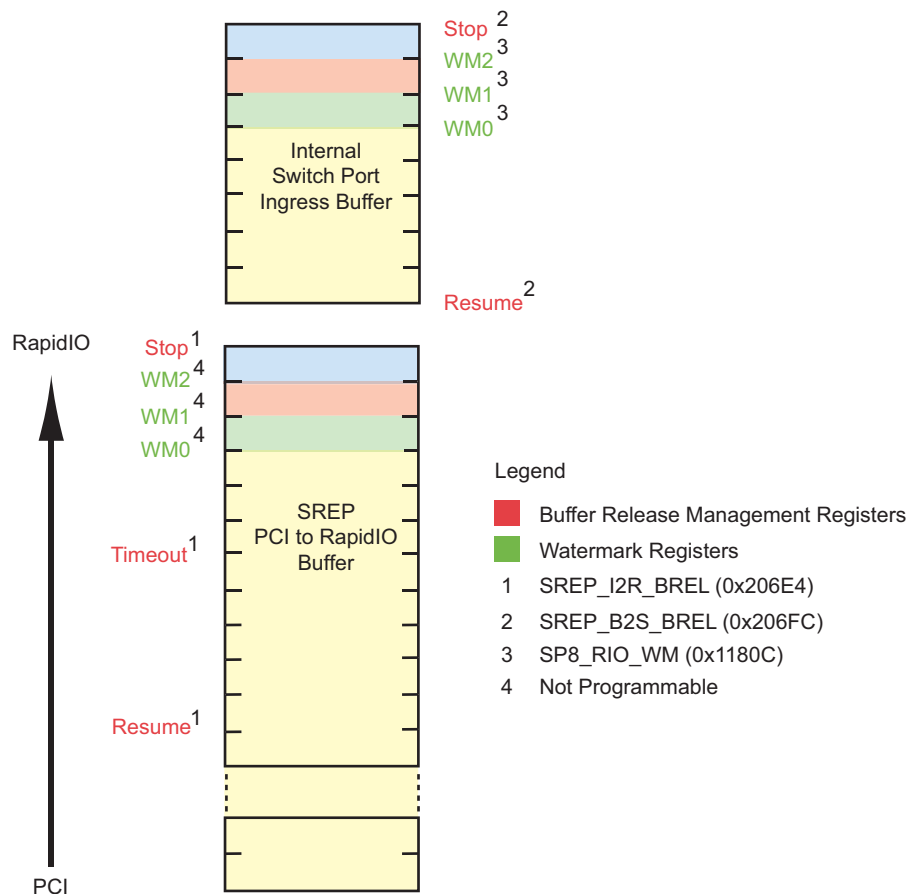 Stop 2
WM2 3
WM1 3
WM0 3
Internal
Switch Port
Ingress Buffer
Resume 2
RapidIO
Stop 1
WM2 4
WM1 4
WM0 4
SREP
PCI to RapidIO
Buffer
Timeout 1
Resume 1
PCI
Legend
Buffer Release Management Registers
Watermark Registers
1 SREP_I2R_BREL (0x206E4)
2 SREP_B2S_BREL (0x206FC)
3 SP8_RIO_WM (0x1180C)
4 Not Programmable